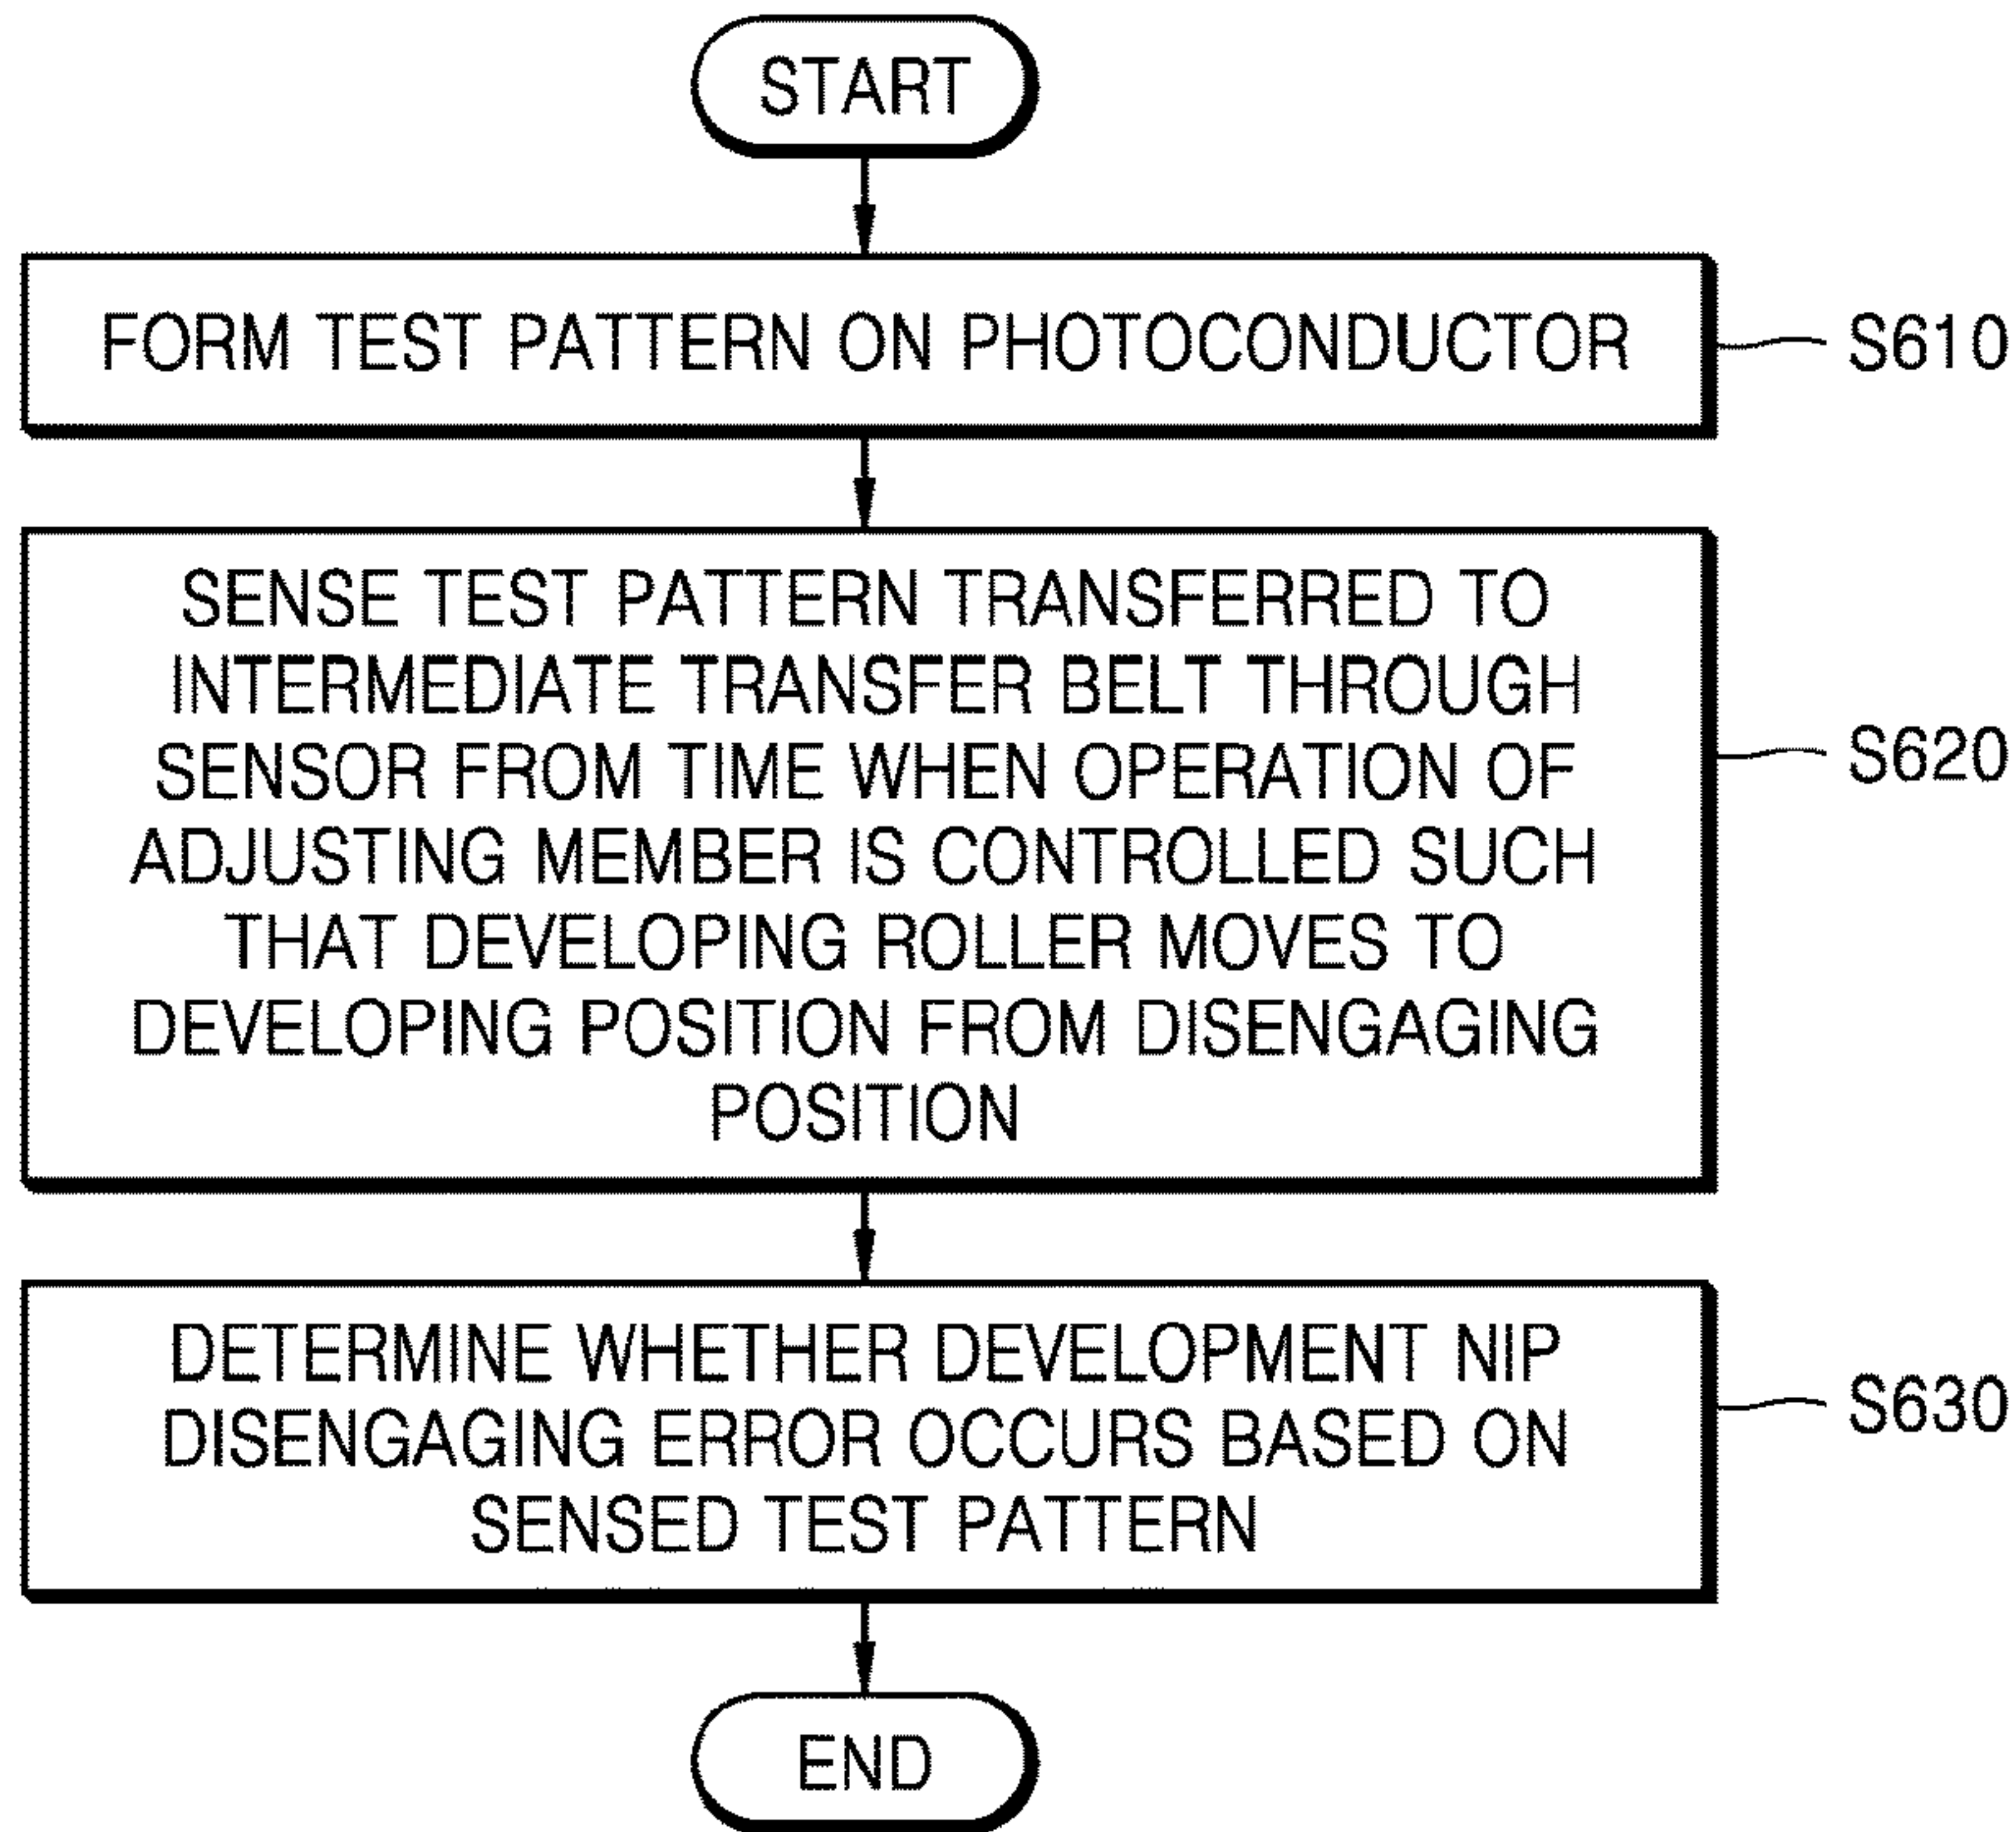 START
FORM TEST PATTERN ON PHOTOCONDUCTOR
S610
SENSE TEST PATTERN TRANSFERRED TO
INTERMEDIATE TRANSFER BELT THROUGH
SENSOR FROM TIME WHEN OPERATION OF
ADJUSTING MEMBER IS CONTROLLED SUCH
THAT DEVELOPING ROLLER MOVES TO
DEVELOPING POSITION FROM DISENGAGING
POSITION
S620
DETERMINE WHETHER DEVELOPMENT NIP
DISENGAGING ERROR OCCURS BASED ON
SENSED TEST PATTERN
S630
END